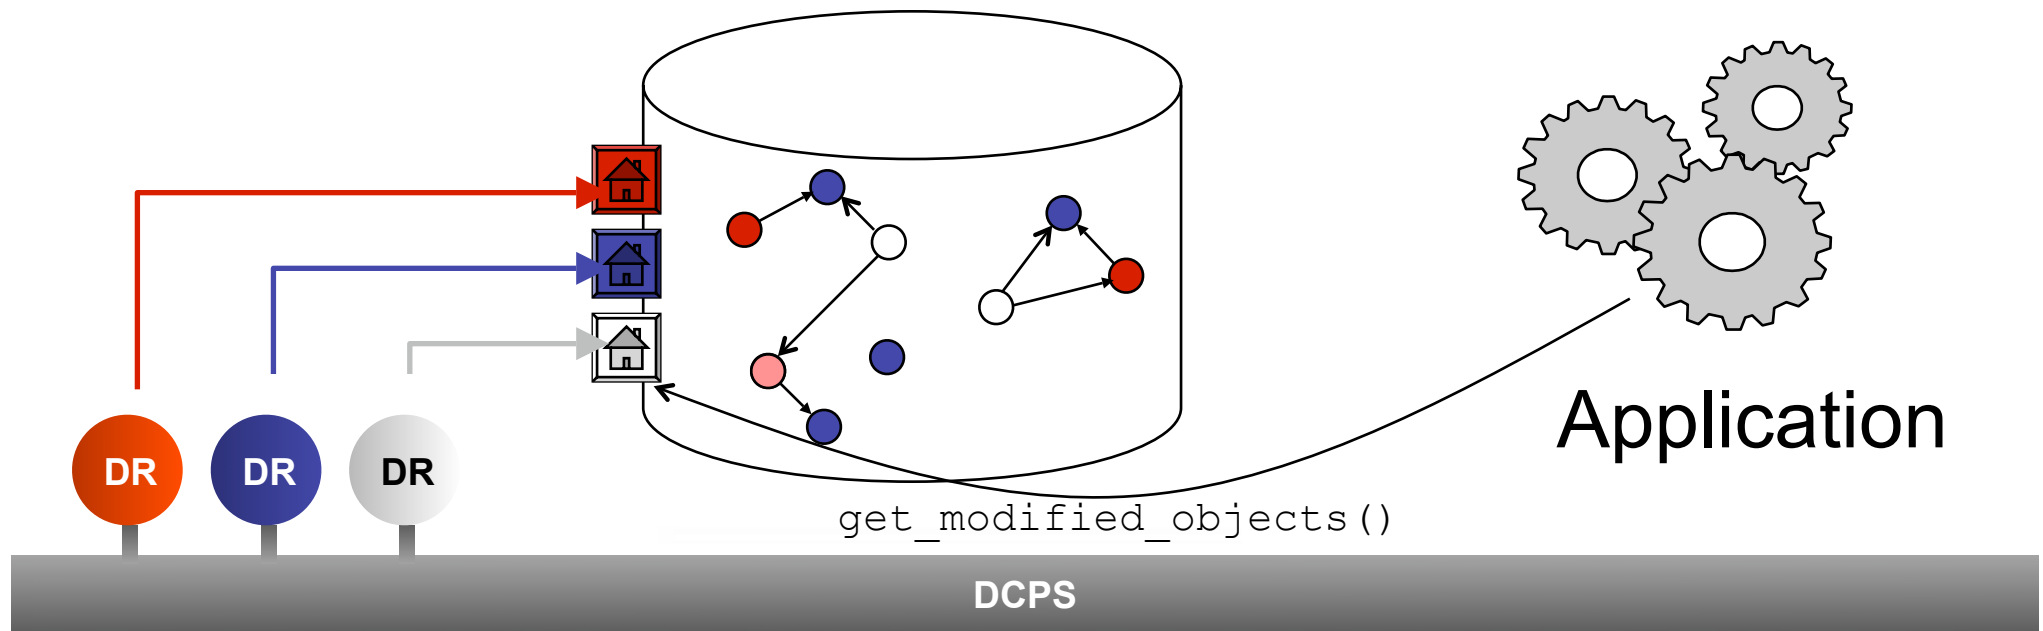 Application
DR DR DR
get_modified_objects()
DCPS